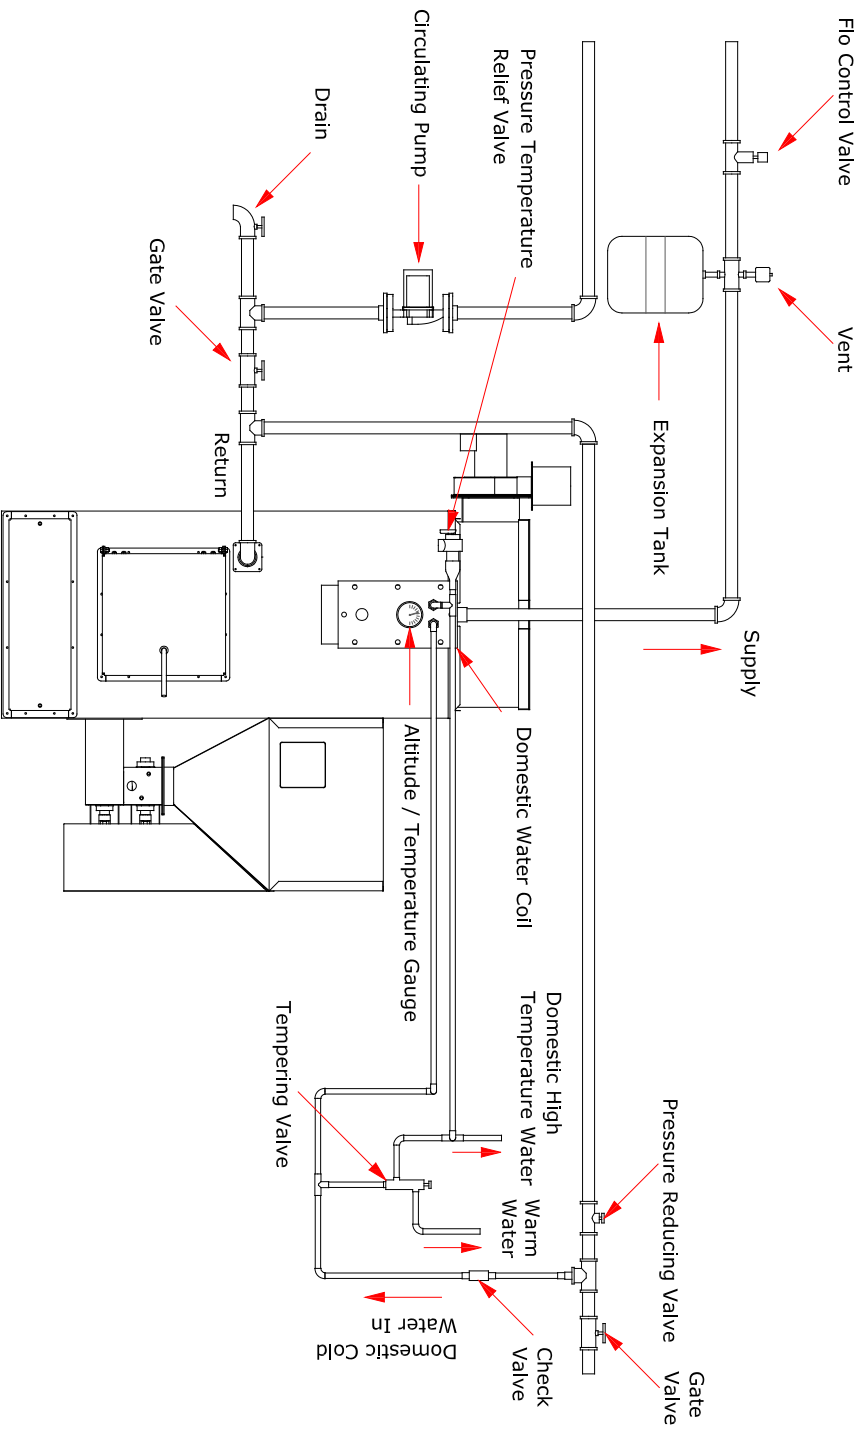 Flo Control Valve
Vent
Pressure Temperature
Relief Valve
Circulating Pump
Drain
Gate Valve
Expansion Tank
Return
Supply
Domestic Water Coil
Altitude / Temperature Gauge
Domestic High
Temperature Water
Tempering Valve
Warm
Water
Pressure Reducing Valve
Domestic Cold
Water In
Check
Valve
Gate
Valve